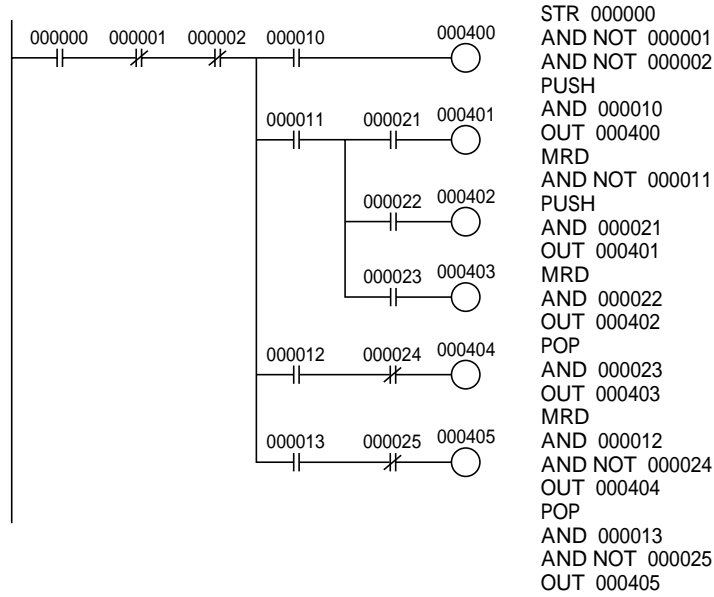 000000 000001 000002 000010 000400
000011 000021 000401
000022 000402
000023 000403
000012 000024 000404
000013 000025 000405
STR 000000
AND NOT 000001
AND NOT 000002
PUSH
AND 000010
OUT 000400
MRD
AND NOT 000011
PUSH
AND 000021
OUT 000401
MRD
AND 000022
OUT 000402
POP
AND 000023
OUT 000403
MRD
AND 000012
AND NOT 000024
OUT 000404
POP
AND 000013
AND NOT 000025
OUT 000405